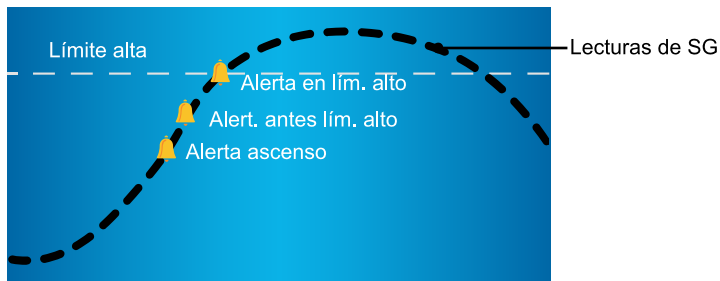 Límite alta
Lecturas de SG
Alerta en lím. alto
Alert. antes lím. alto
Alerta ascenso